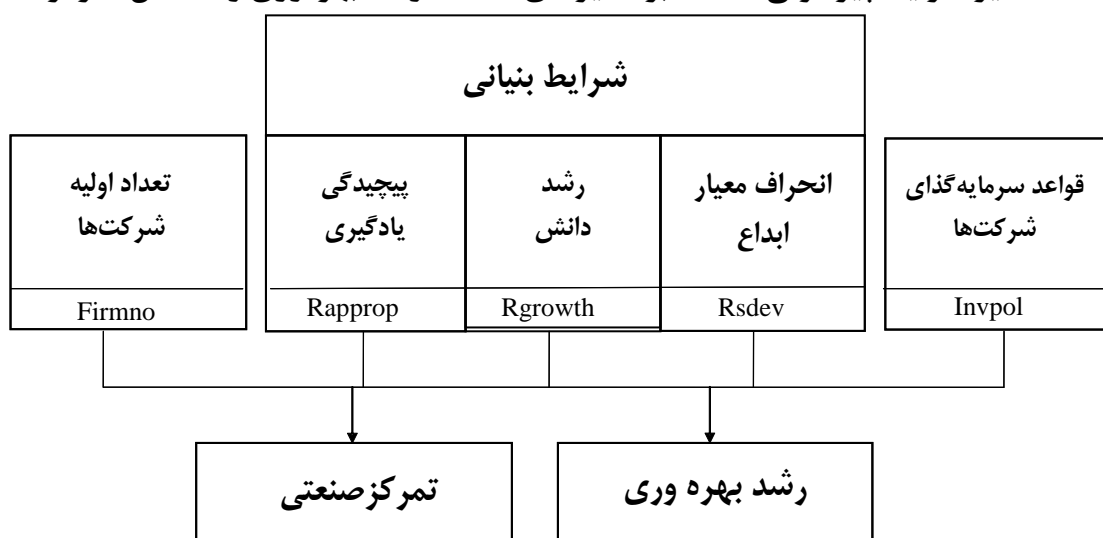 شرایط بنیانی
قواعد سرمایه‌گذای
شرکت‌ها
انحراف معیار
ابداع
رشد
دانش
پیچیدگی
یادگیری
تعداد اولیه
شرکت‌ها
Invpol
Rsdev
Rgrowth
Rapprop
Firmno
رشد بهره وری
تمرکزصنعتی